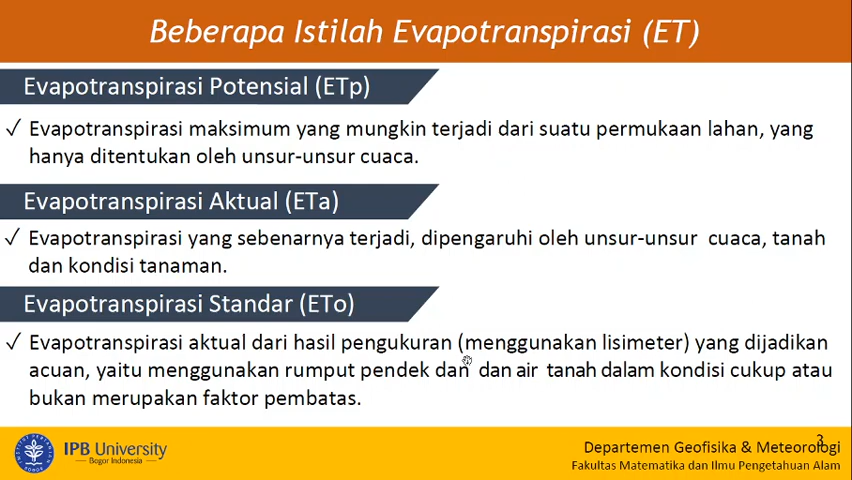 Beberapa Istilah Evapotranspirasi (ET)
Evapotranspirasi Potensial (ETp)
✓ Evapotranspirasi maksimum yang mungkin terjadi dari suatu permukaan lahan, yang
hanya ditentukan oleh unsur-unsur cuaca.
Evapotranspirasi Aktual (ETa)
✓ Evapotranspirasi yang sebenarnya terjadi, dipengaruhi oleh unsur-unsur cuaca, tanah
dan kondisi tanaman.
Evapotranspirasi Standar (ETo)
✓ Evapotranspirasi aktual dari hasil pengukuran (menggunakan lisimeter) yang dijadikan
acuan, yaitu menggunakan rumput pendek dan dan air tanah dalam kondisi cukup atau
bukan merupakan faktor pembatas.
IPB University
Bogor Indonesia
3
Departemen Geofisika & Meteorologi
Fakultas Matematika dan Ilmu Pengetahuan Alam